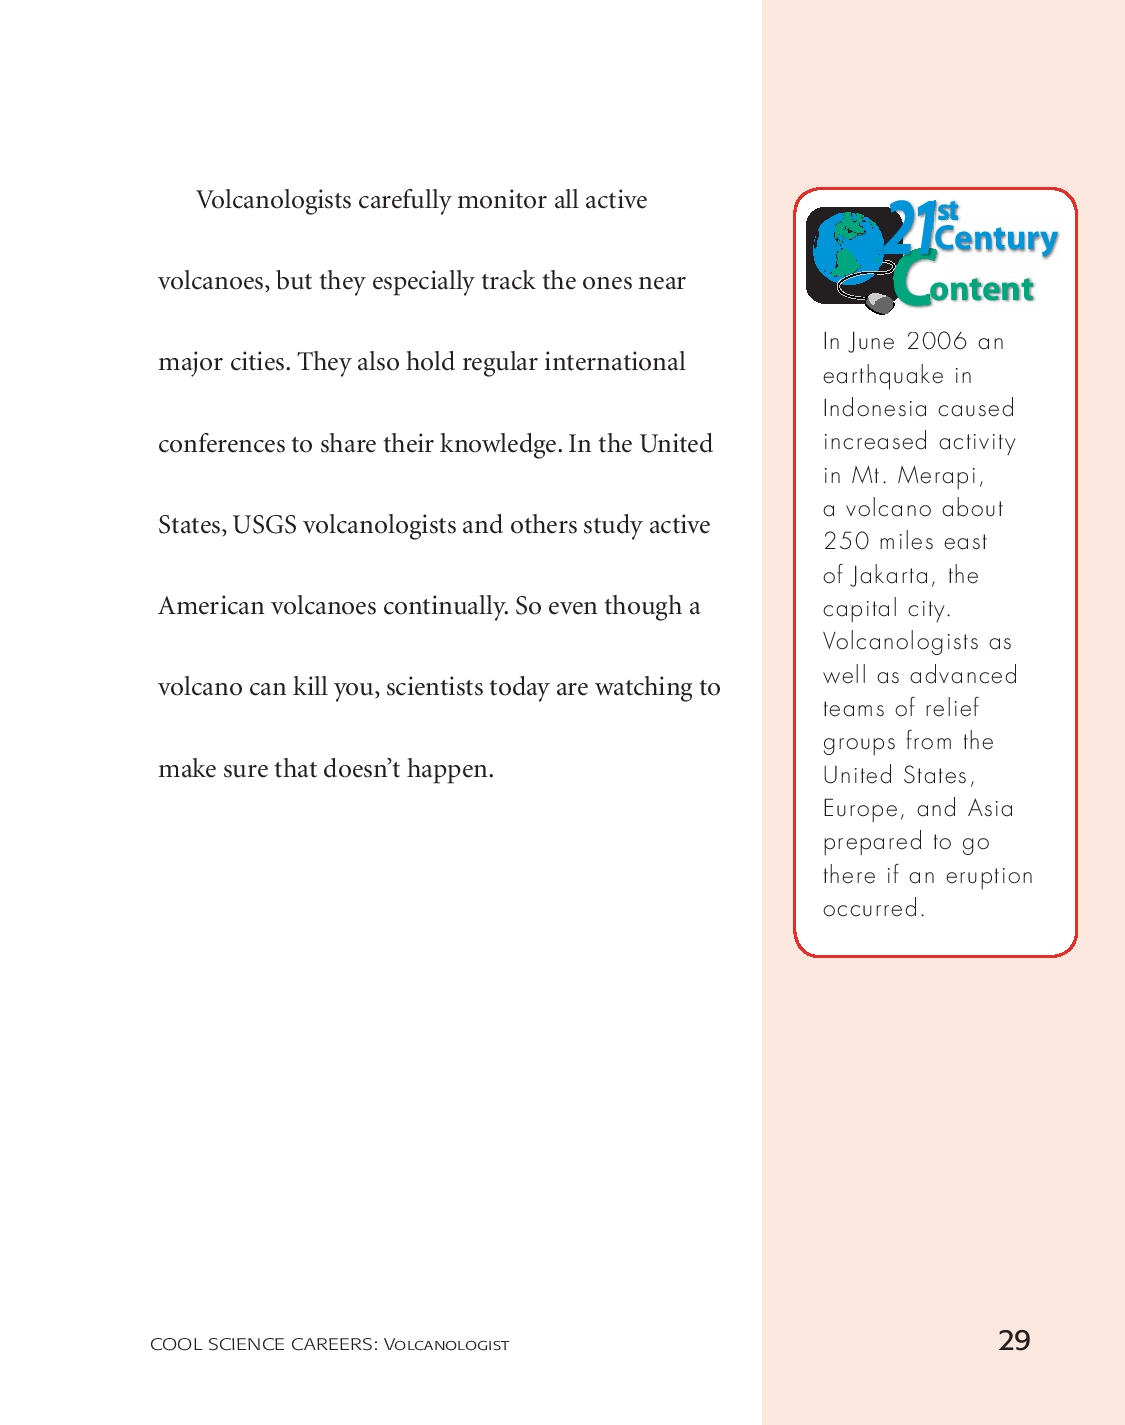 Volcanologists carefully monitor all active
volcanoes, but they especially track the ones near
major cities. They also hold regular international
conferences to share their knowledge. In the United
States, USGS volcanologists and others study active
American volcanoes continually. So even though a
volcano can kill you, scientists today are watching to
make sure that doesn’t happen.
21st
Century
Content
In June 2006 an
earthquake in
Indonesia caused
increased activity
in Mt. Merapi,
a volcano about
250 miles east
of Jakarta, the
capital city.
Volcanologists as
well as advanced
teams of relief
groups from the
United States,
Europe, and Asia
prepared to go
there if an eruption
occurred.
COOL SCIENCE CAREERS: VOLCANOLOGIST
29